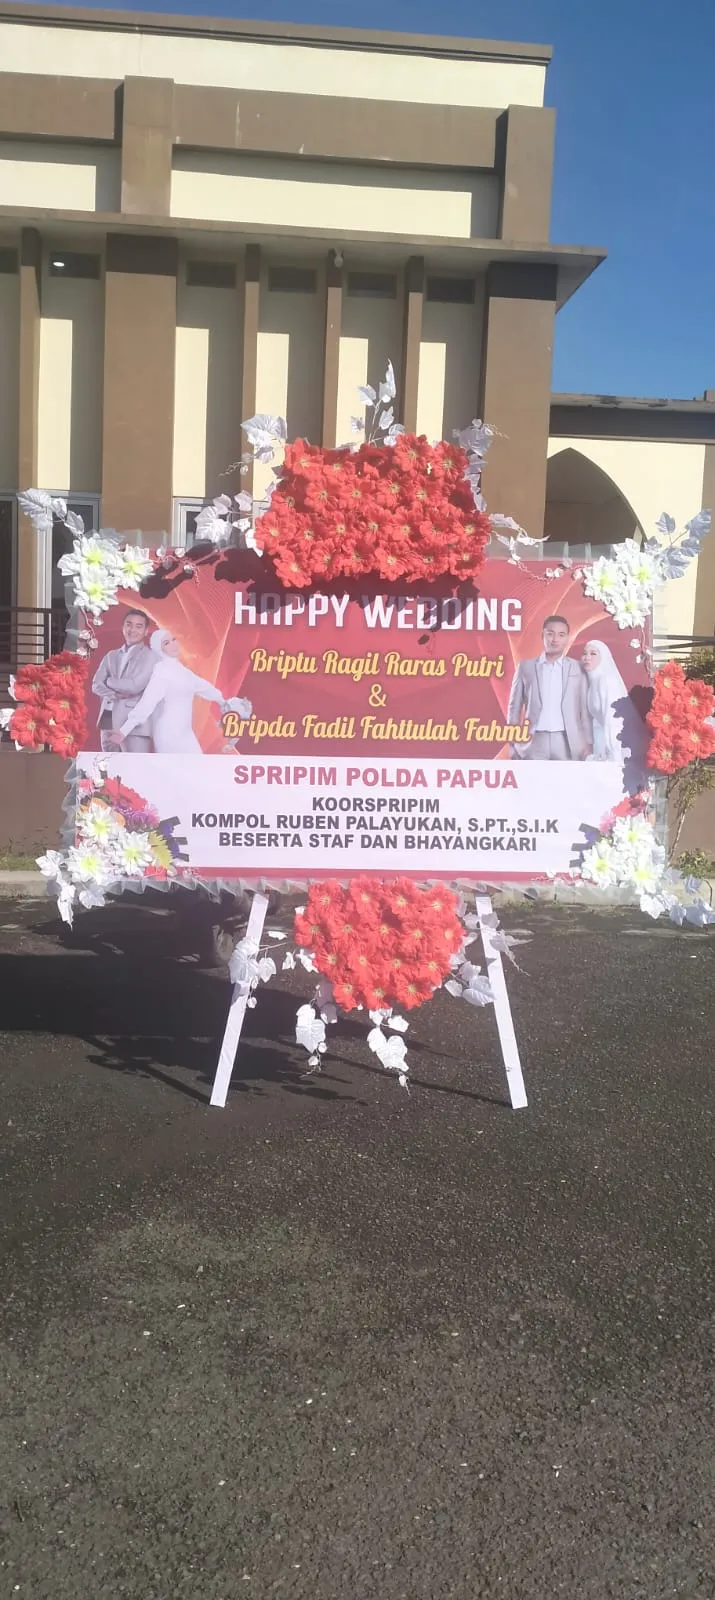 HAPPY WEDDING
Briptu Ragil Raras Putri
&
Bripda Fadil Fahttulah Fahmi
SPRIPIM POLDA PAPUA
KOORSPRIPIM
KOMPOL RUBEN PALAYUKAN, S.PT.,S.I.K
BESERTA STAF DAN BHAYANGKARI